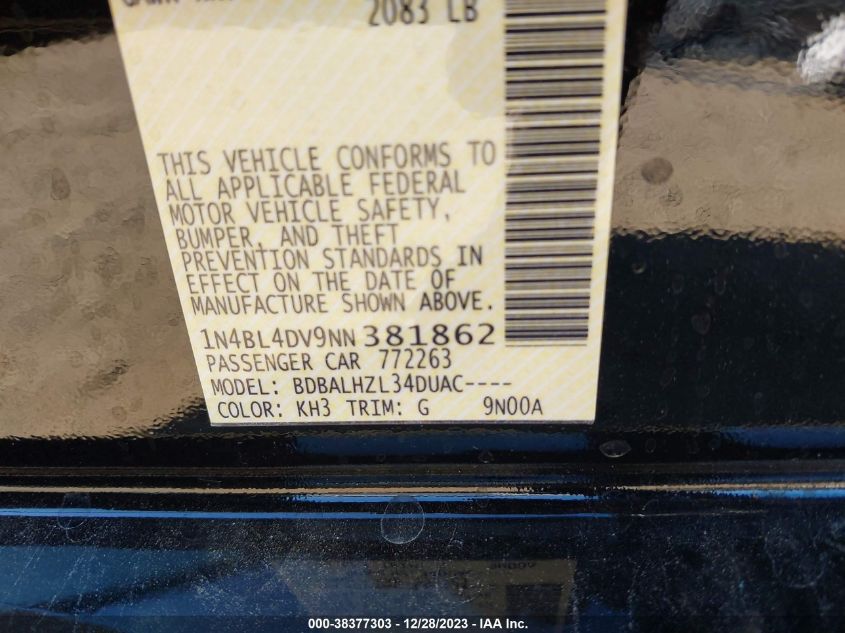 2083 LB
THIS VEHICLE CONFORMS TO
ALL APPLICABLE FEDERAL
MOTOR VEHICLE SAFETY,
BUMPER, AND THEFT
PREVENTION STANDARDS IN
EFFECT ON THE DATE OF
MANUFACTURE SHOWN ABOVE.
1N4BL4DV9NN 381862
PASSENGER CAR 772263
MODEL: BDBALHZL34DUAC----
COLOR: KH3 TRIM: G 9N00A
000-38377303 - 12/28/2023 - IAA Inc.